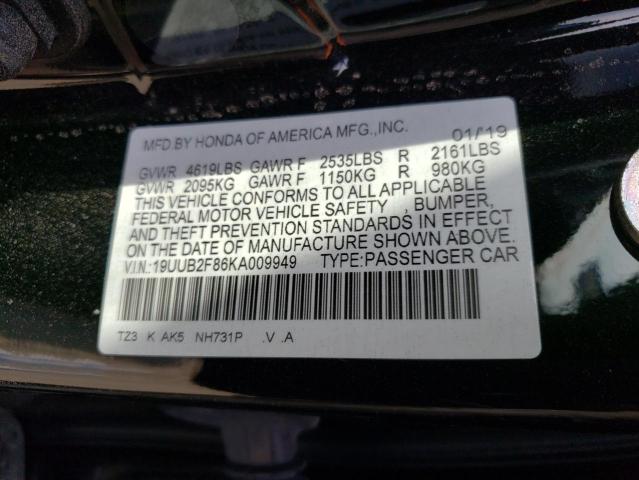 MFD.BY HONDA OF AMERICA MFG.,INC. 01/19
GVWR 4619LBS GAWR F 2535LBS R 2161LBS
GVWR 2095KG GAWR F 1150KG R 980KG
THIS VEHICLE CONFORMS TO ALL APPLICABLE
FEDERAL MOTOR VEHICLE SAFETY BUMPER,
AND THEFT PREVENTION STANDARDS IN EFFECT
ON THE DATE OF MANUFACTURE SHOWN ABOVE.
V.I.N.:19UUB2F86KA009949 TYPE:PASSENGER CAR
TZ3 K AK5 NH731P .V .A